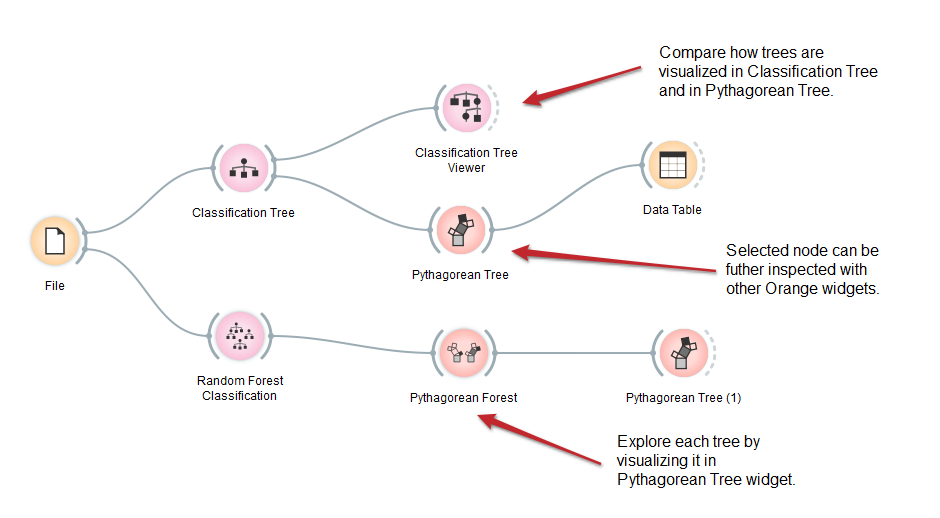 Compare how trees are
visualized in Classification Tree
and in Pythagorean Tree.
Classification Tree
Viewer
Classification Tree
Data Table
Pythagorean Tree
File
Selected node can be
futher inspected with
other Orange widgets.
Random Forest
Classification
Pythagorean Forest
Pythagorean Tree (1)
Explore each tree by
visualizing it in
Pythagorean Tree widget.